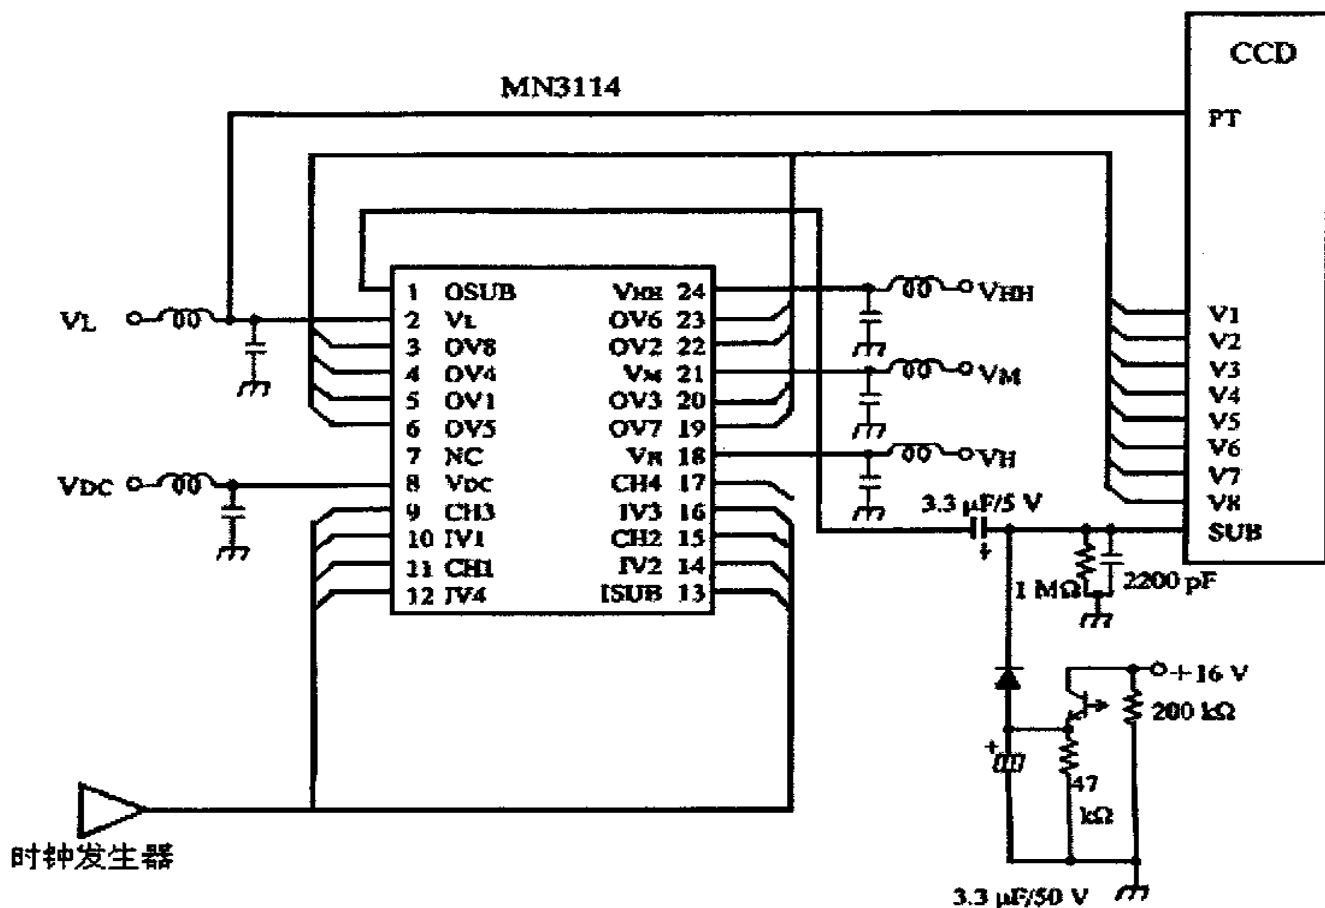 CCD
MN3114
PT
1 OSUB VHH 24
VHH
VL
2 VL OV6 23
V1
3 OV8 OV2 22
V2
4 OV4 VM 21
VM
V3
5 OV1 OV3 20
V4
6 OV5 OV7 19
V5
7 NC VH 18
VH
V6
VDC
8 VDC CH4 17
V7
9 CH3 IV3 16
3.3 μF/5 V
V8
10 IV1 CH2 15
+
SUB
11 CH1 IV2 14
12 IV4 ISUB 13
1 MΩ
2200 pF
+16 V
200 kΩ
+
47
kΩ
时钟发生器
3.3 μF/50 V